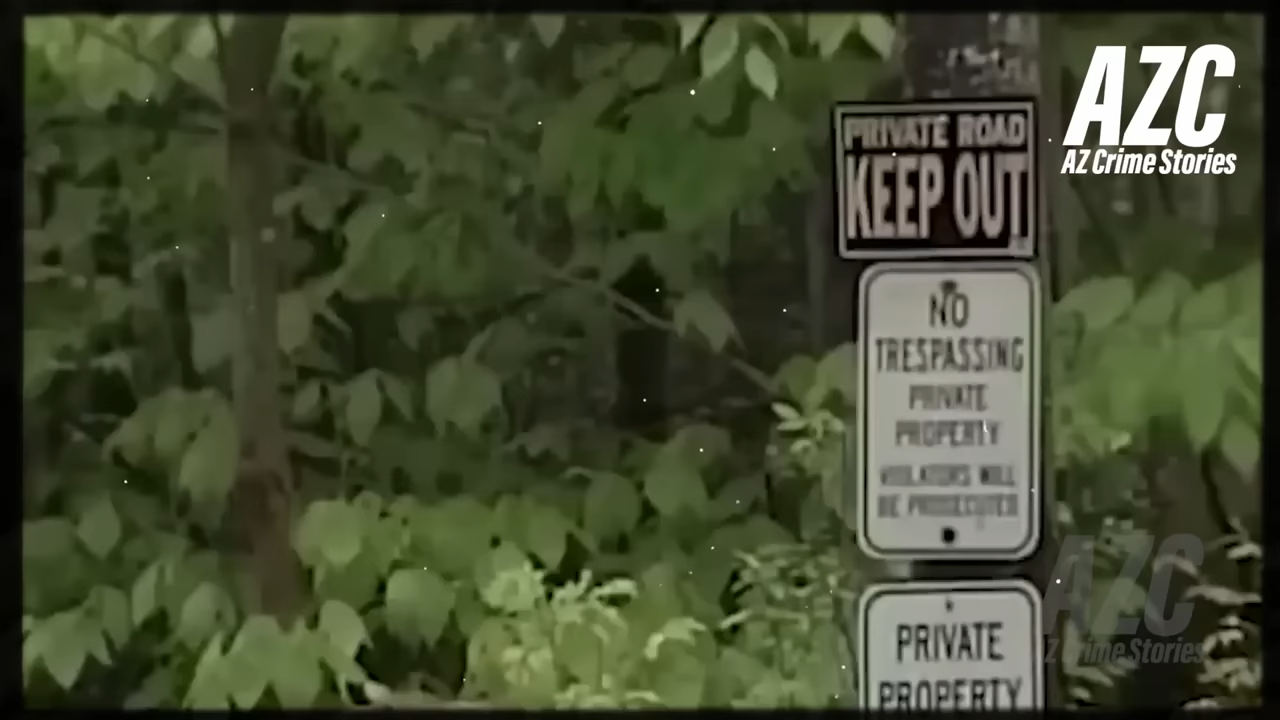 AZC
AZ Crime Stories
PRIVATE ROAD
KEEP OUT
NO
TRESPASSING
PRIVATE
PROPERTY
VIOLATORS WILL
BE PROSECUTED
PRIVATE
PROPERTY
AZC
Z Crime Stories